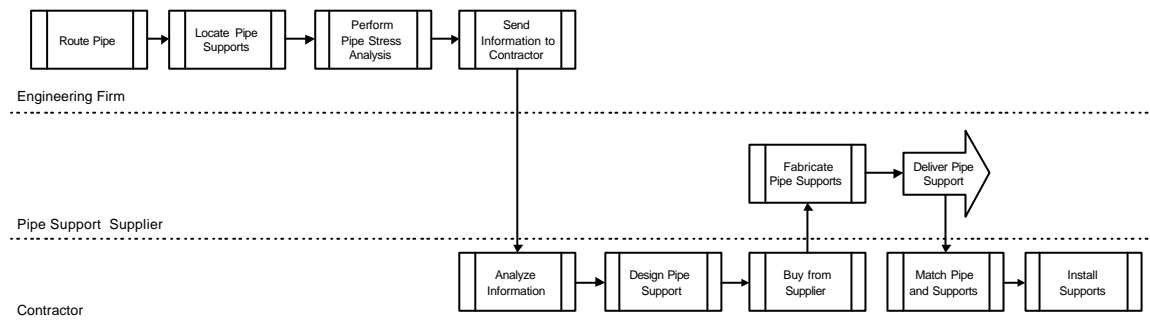 Route Pipe
Locate Pipe
Supports
Perform
Pipe Stress
Analysis
Send
Information to
Contractor
Engineering Firm
Fabricate
Pipe Supports
Deliver Pipe
Support
Pipe Support Supplier
Analyze
Information
Design Pipe
Support
Buy from
Supplier
Match Pipe
and Supports
Install
Supports
Contractor